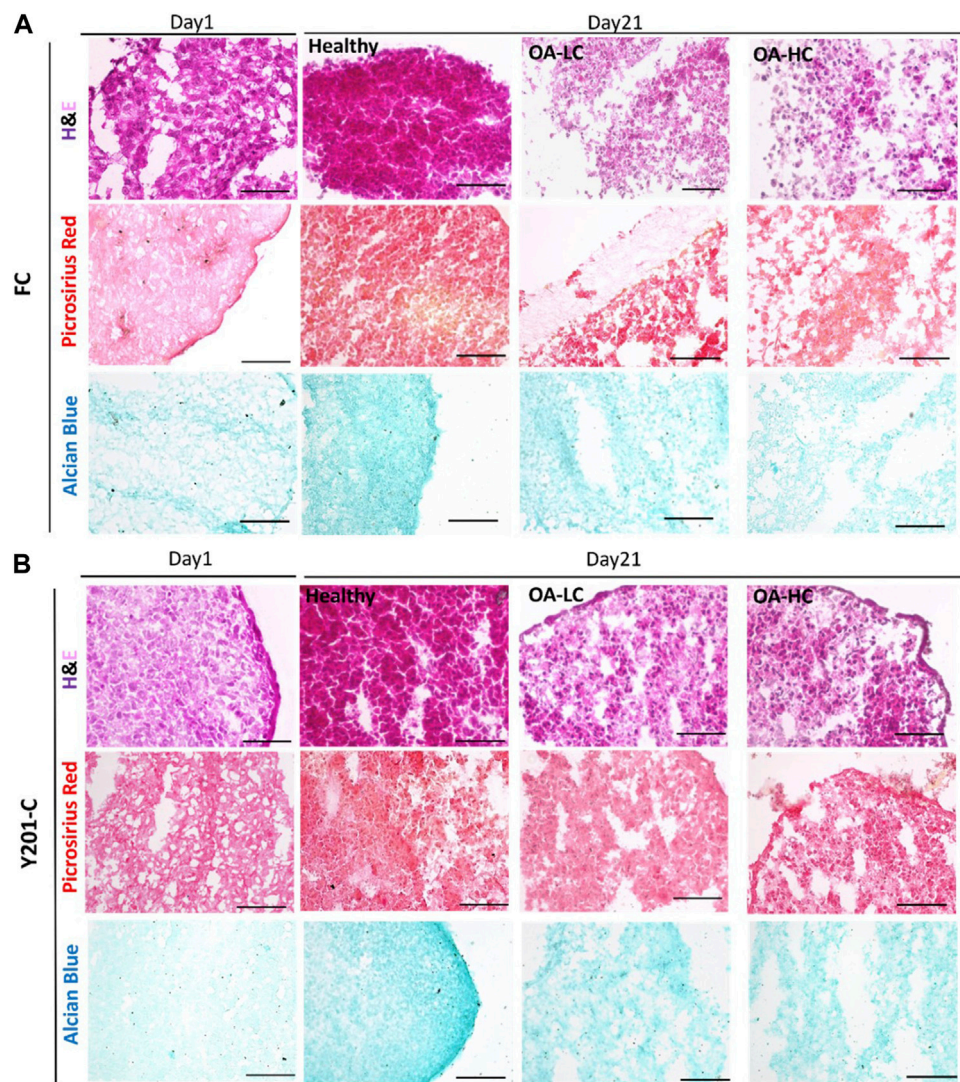 A
Day1
Day21
Healthy
OA-LC
OA-HC
H&E
Picrosirius Red
Alcian Blue
FC
B
Day1
Day21
Healthy
OA-LC
OA-HC
H&E
Picrosirius Red
Alcian Blue
Y201-C